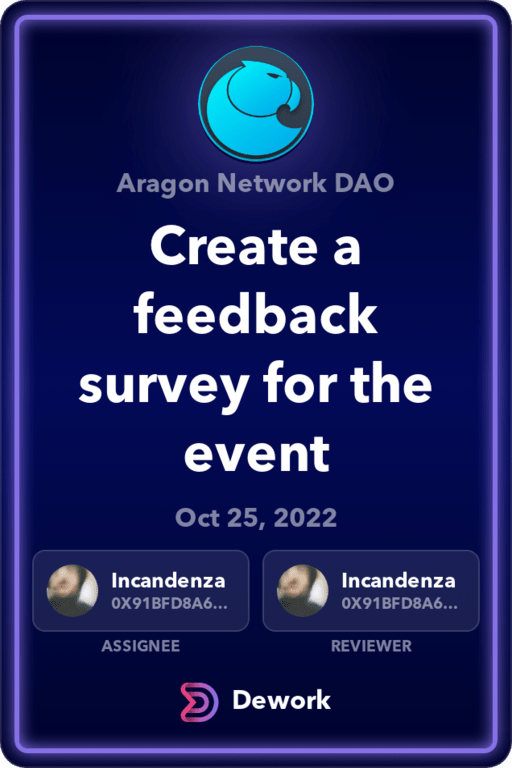 Aragon Network DAO
Create a
feedback
survey for the
event
Oct 25, 2022
Incandenza
0X91BFD8A6...
ASSIGNEE
Incandenza
0X91BFD8A6...
REVIEWER
Dework